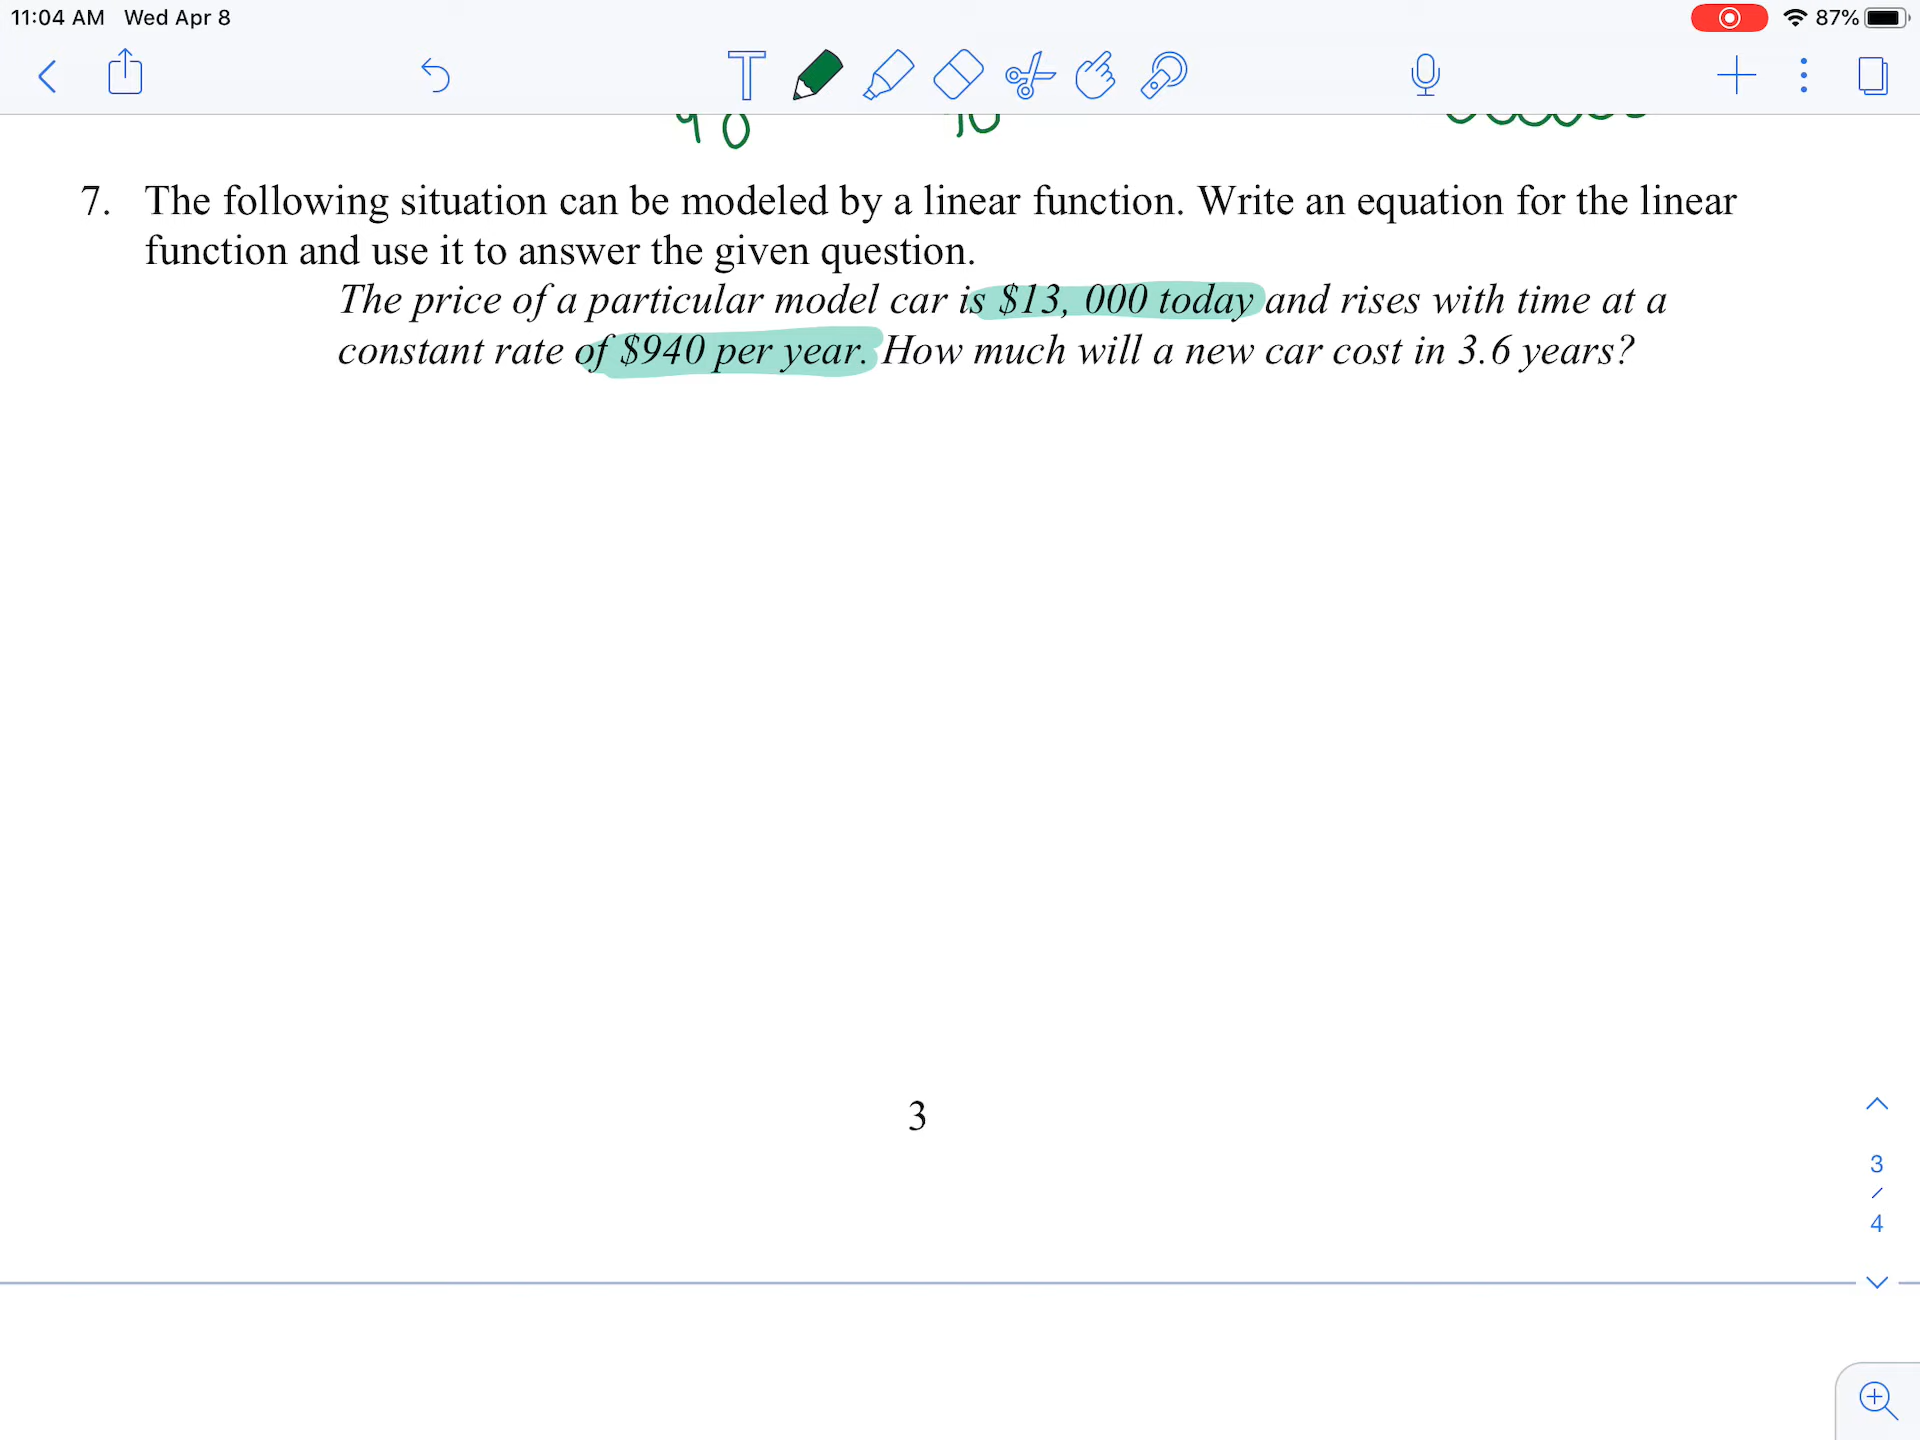 11:04 AM Wed Apr 8 87%
T
7. The following situation can be modeled by a linear function. Write an equation for the linear
function and use it to answer the given question.
The price of a particular model car is $13, 000 today and rises with time at a
constant rate of $940 per year. How much will a new car cost in 3.6 years?
3
3
/
4